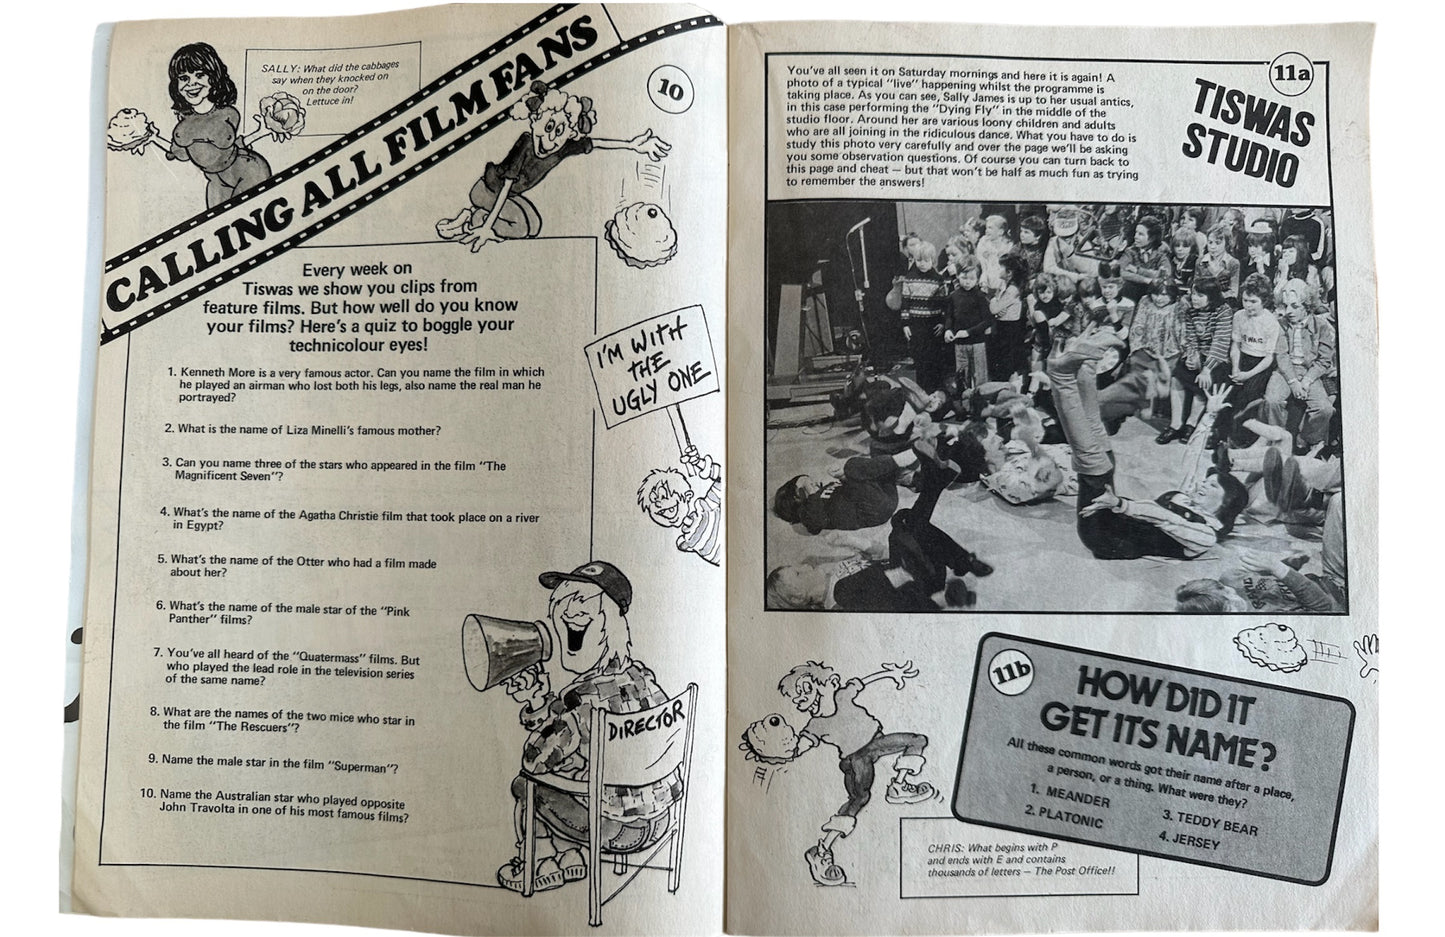 SALLY: What did the cabbages
say when they knocked on
on the door?
Lettuce in!
CALLING ALL FILM FANS
10
Every week on
Tiswas we show you clips from
feature films. But how well do you know
your films? Here's a quiz to boggle your
technicolour eyes!
1. Kenneth More is a very famous actor. Can you name the film in which
he played an airman who lost both his legs, also name the real man he
portrayed?
2. What is the name of Liza Minelli's famous mother?
3. Can you name three of the stars who appeared in the film "The
Magnificent Seven"?
4. What's the name of the Agatha Christie film that took place on a river
in Egypt?
5. What's the name of the Otter who had a film made
about her?
6. What's the name of the male star of the "Pink
Panther" films?
7. You've all heard of the "Quatermass" films. But
who played the lead role in the television series
of the same name?
8. What are the names of the two mice who star in
the film "The Rescuers"?
9. Name the male star in the film "Superman"?
10. Name the Australian star who played opposite
John Travolta in one of his most famous films?
I'M WITH
THE
UGLY ONE
DIRECTOR
You've all seen it on Saturday mornings and here it is again! A
photo of a typical "live" happening whilst the programme is
taking place. As you can see, Sally James is up to her usual antics,
in this case performing the "Dying Fly" in the middle of the
studio floor. Around her are various loony children and adults
who are all joining in the ridiculous dance. What you have to do is
study this photo very carefully and over the page we'll be asking
you some observation questions. Of course you can turn back to
this page and cheat — but that won't be half as much fun as trying
to remember the answers!
11a
TISWAS
STUDIO
11b
HOW DID IT
GET ITS NAME?
All these common words got their name after a place,
a person, or a thing. What were they?
1. MEANDER
2. PLATONIC
3. TEDDY BEAR
4. JERSEY
CHRIS: What begins with P
and ends with E and contains
thousands of letters — The Post Office!!